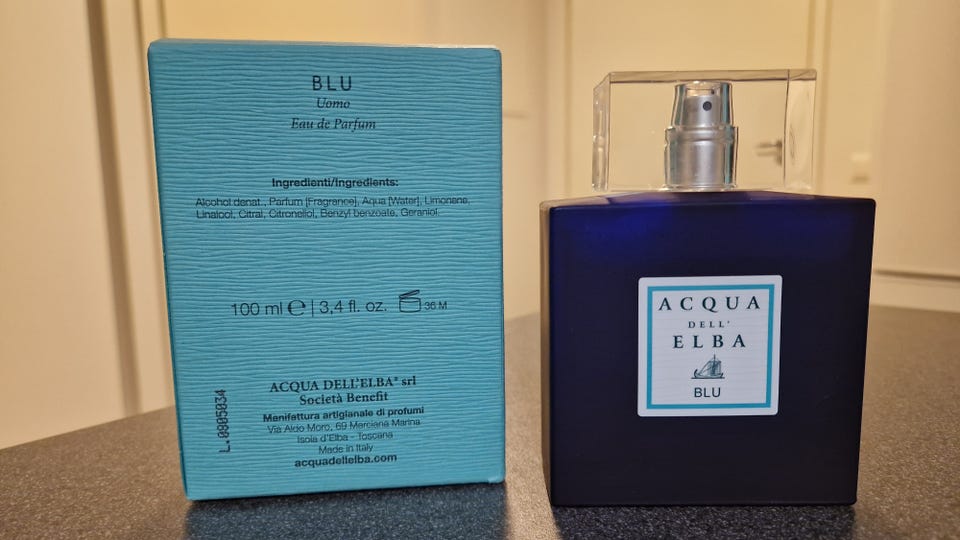 BLU
Uomo
Eau de Parfum
Ingredienti/Ingredients:
Alcohol denat., Parfum [Fragrance], Aqua [Water], Limonene,
Linalool, Citral, Citronellol, Benzyl benzoate, Geraniol.
100 ml ℮ | 3,4 fl. oz. 36 M
L.0905034
ACQUA DELL'ELBA® srl
Società Benefit
Manifattura artigianale di profumi
Via Aldo Moro, 69 Marciana Marina
Isola d'Elba - Toscana
Made in Italy
acquadellelba.com
ACQUA
DELL'
ELBA
BLU